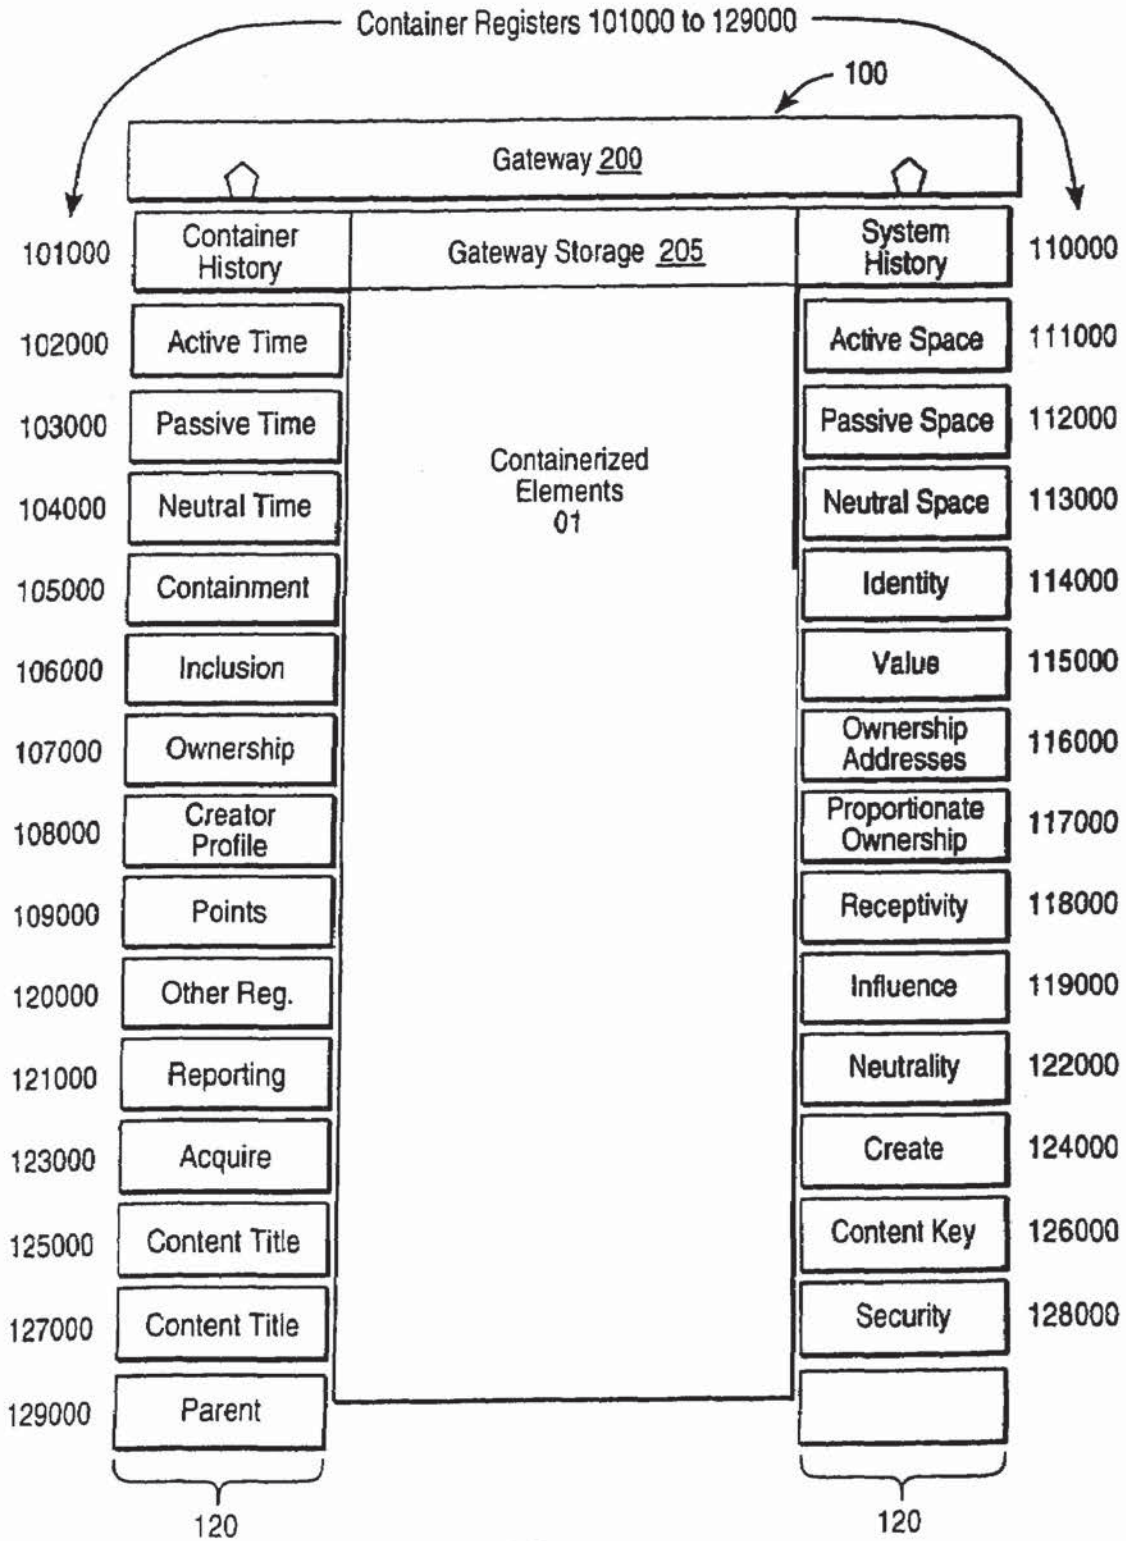 Container Registers 101000 to 129000
100
Gateway 200
101000
Container
History
Gateway Storage 205
System
History
110000
102000
Active Time
Active Space
111000
103000
Passive Time
Passive Space
112000
Containerized
Elements
01
104000
Neutral Time
Neutral Space
113000
105000
Containment
Identity
114000
106000
Inclusion
Value
115000
107000
Ownership
Ownership
Addresses
116000
108000
Creator
Profile
Proportionate
Ownership
117000
109000
Points
Receptivity
118000
120000
Other Reg.
Influence
119000
121000
Reporting
Neutrality
122000
123000
Acquire
Create
124000
125000
Content Title
Content Key
126000
127000
Content Title
Security
128000
129000
Parent
120
120